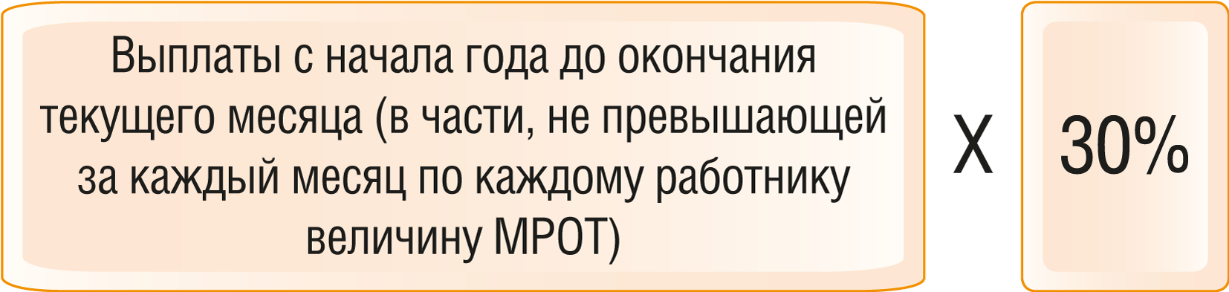 Выплаты с начала года до окончания
текущего месяца (в части, не превышающей
за каждый месяц по каждому работнику
величину МРОТ)
X
30%